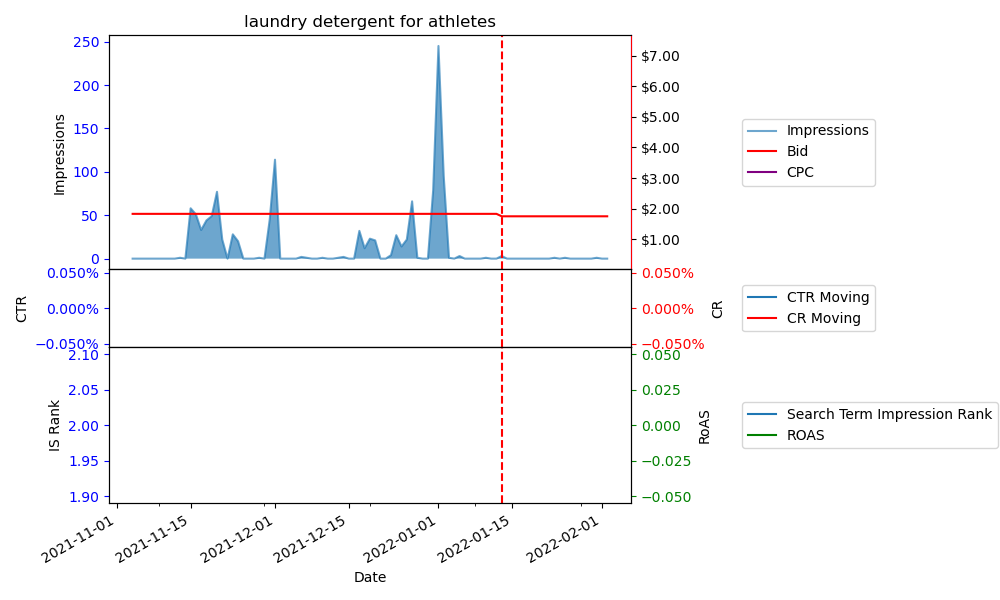 laundry detergent for athletes
Impressions
250
200
150
100
50
0
$7.00
$6.00
$5.00
$4.00
$3.00
$2.00
$1.00
Impressions
Bid
CPC
CTR
0.050%
0.000%
−0.050%
0.050%
0.000%
−0.050%
CR
CTR Moving
CR Moving
IS Rank
2.10
2.05
2.00
1.95
1.90
0.050
0.025
0.000
−0.025
−0.050
RoAS
Search Term Impression Rank
ROAS
2021-11-01
2021-11-15
2021-12-01
2021-12-15
2022-01-01
2022-01-15
2022-02-01
Date